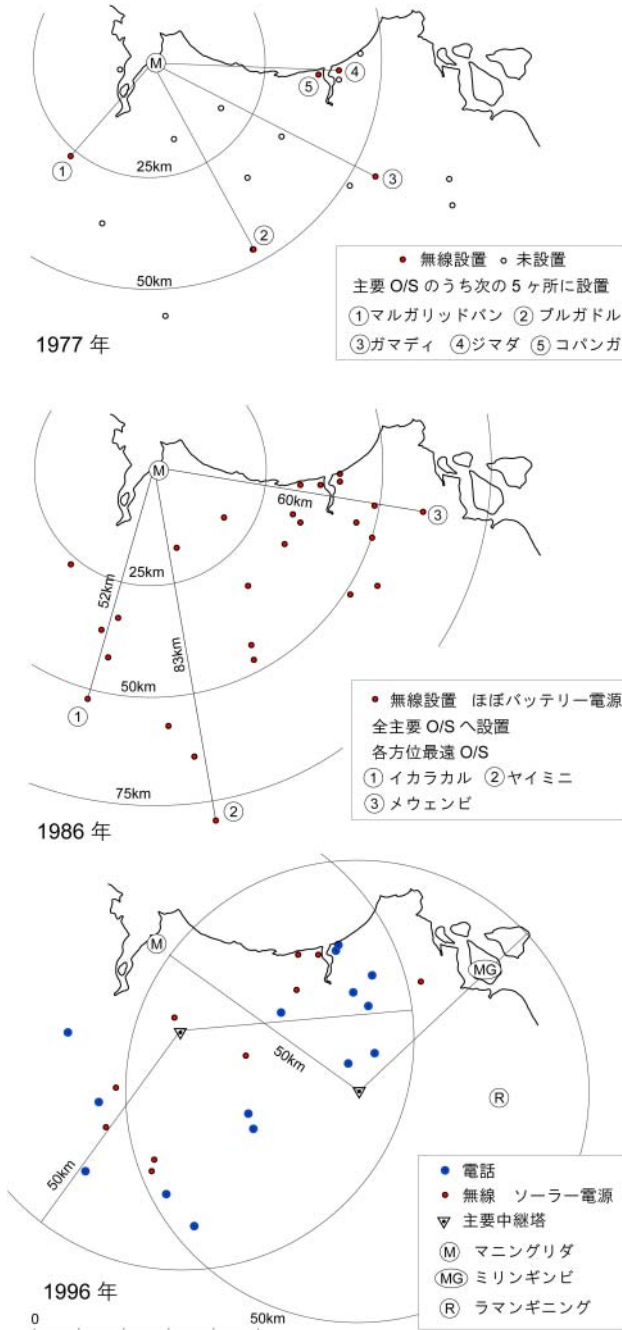 M
4
5
25km
1
3
2
50km
無線設置 未設置
主要 O/S のうち次の 5 ヶ所に設置
1 マルガリッドバン 2 ブルガドル
3 ガマディ 4 ジマダ 5 コパンガ
1977 年
M
60km
3
25km
52km
83km
50km
1
無線設置 ほぼバッテリー電源
全主要 O/S へ設置
各方位最遠 O/S
1 イカラカル 2 ヤイミニ
3 メウェンビ
75km
2
1986 年
M
MG
50km
R
50km
電話
無線 ソーラー電源
主要中継塔
M マニングリダ
MG ミリンギンビ
R ラマンギニング
1996 年
0 50km